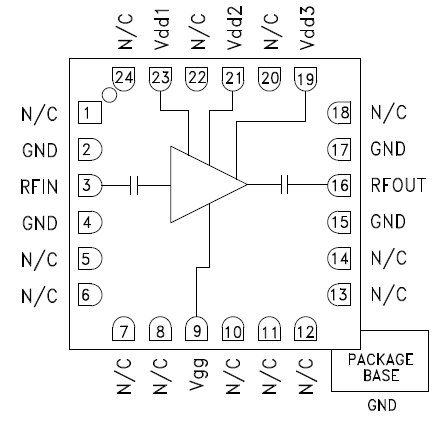 N/C Vdd1 N/C Vdd2 N/C Vdd3
24 23 22 21 20 19
N/C 1 18 N/C
GND 2 17 GND
RFIN 3 16 RFOUT
GND 4 15 GND
N/C 5 14 N/C
N/C 6 13 N/C
7 8 9 10 11 12
N/C N/C Vgg N/C N/C N/C
PACKAGE
BASE
GND